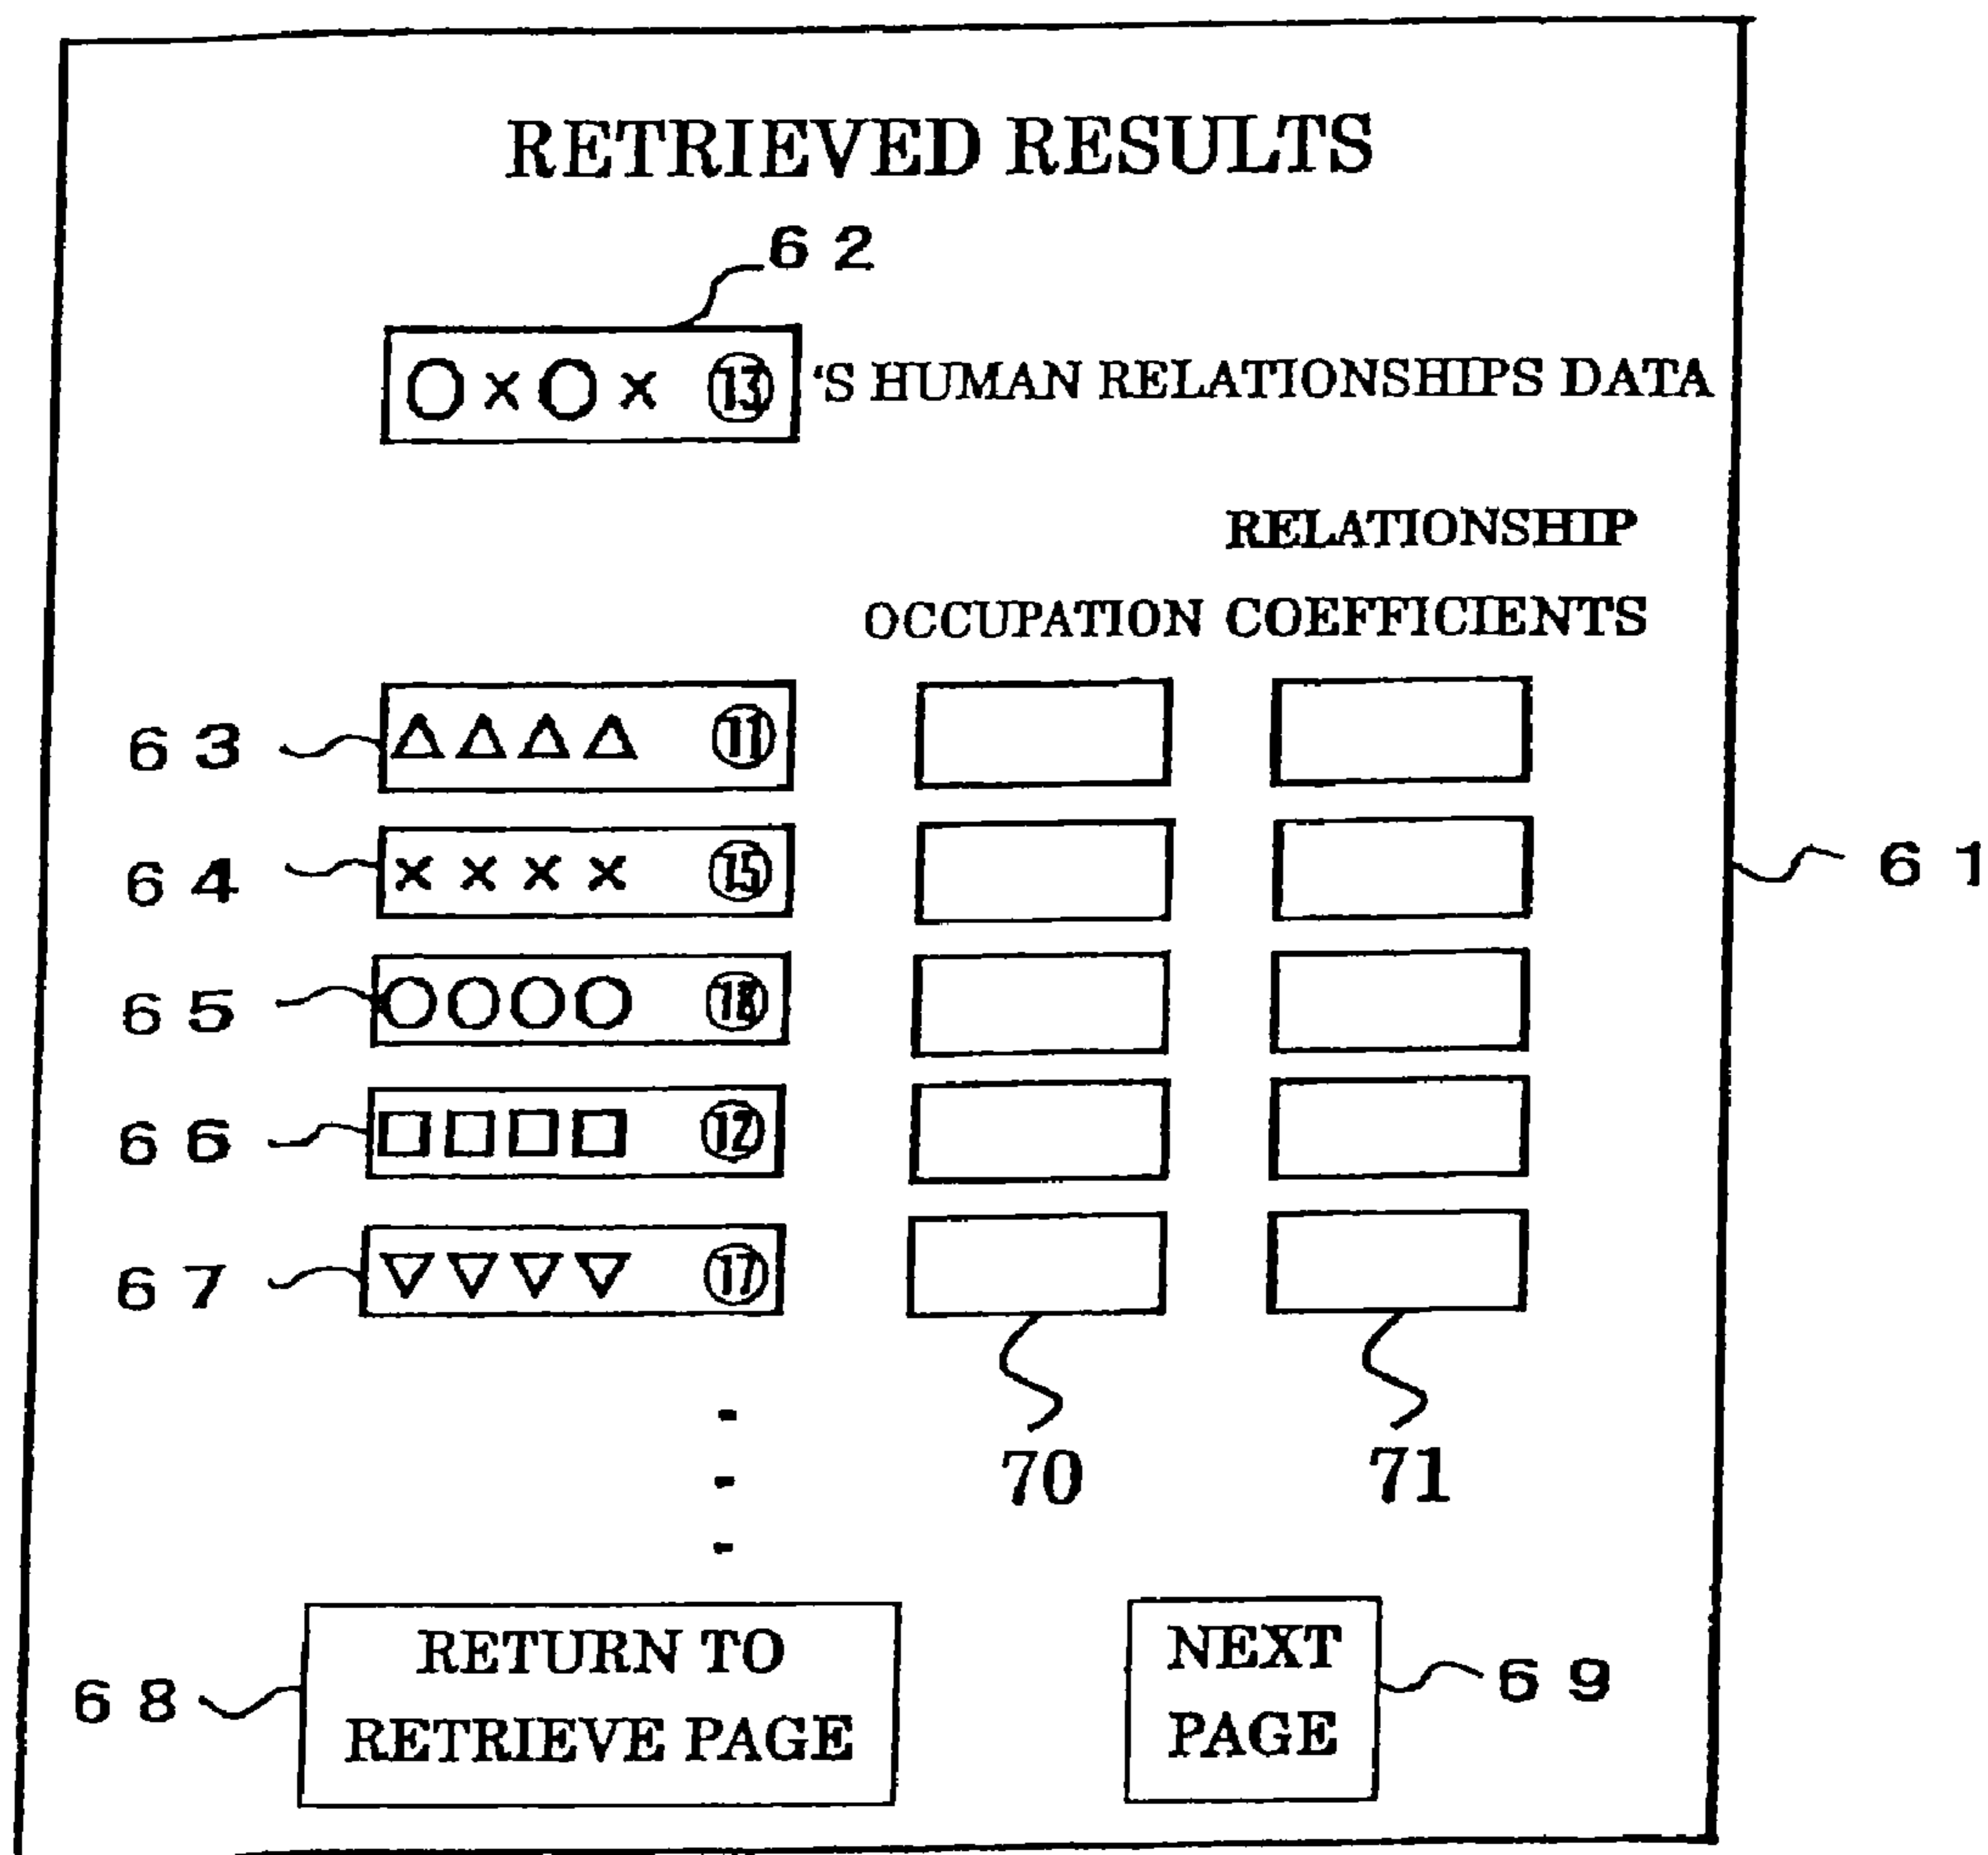 RETRIEVED RESULTS
62
○×○× ⑬ 'S HUMAN RELATIONSHIPS DATA
RELATIONSHIP
OCCUPATION COEFFICIENTS
63 △△△△ ⑪
64 ×××× ⑮
61
65 ○○○○
66 □□□□ ⑫
67 ▽▽▽▽ ⑰
70 71
68 RETURN TO
RETRIEVE PAGE
NEXT
PAGE 69